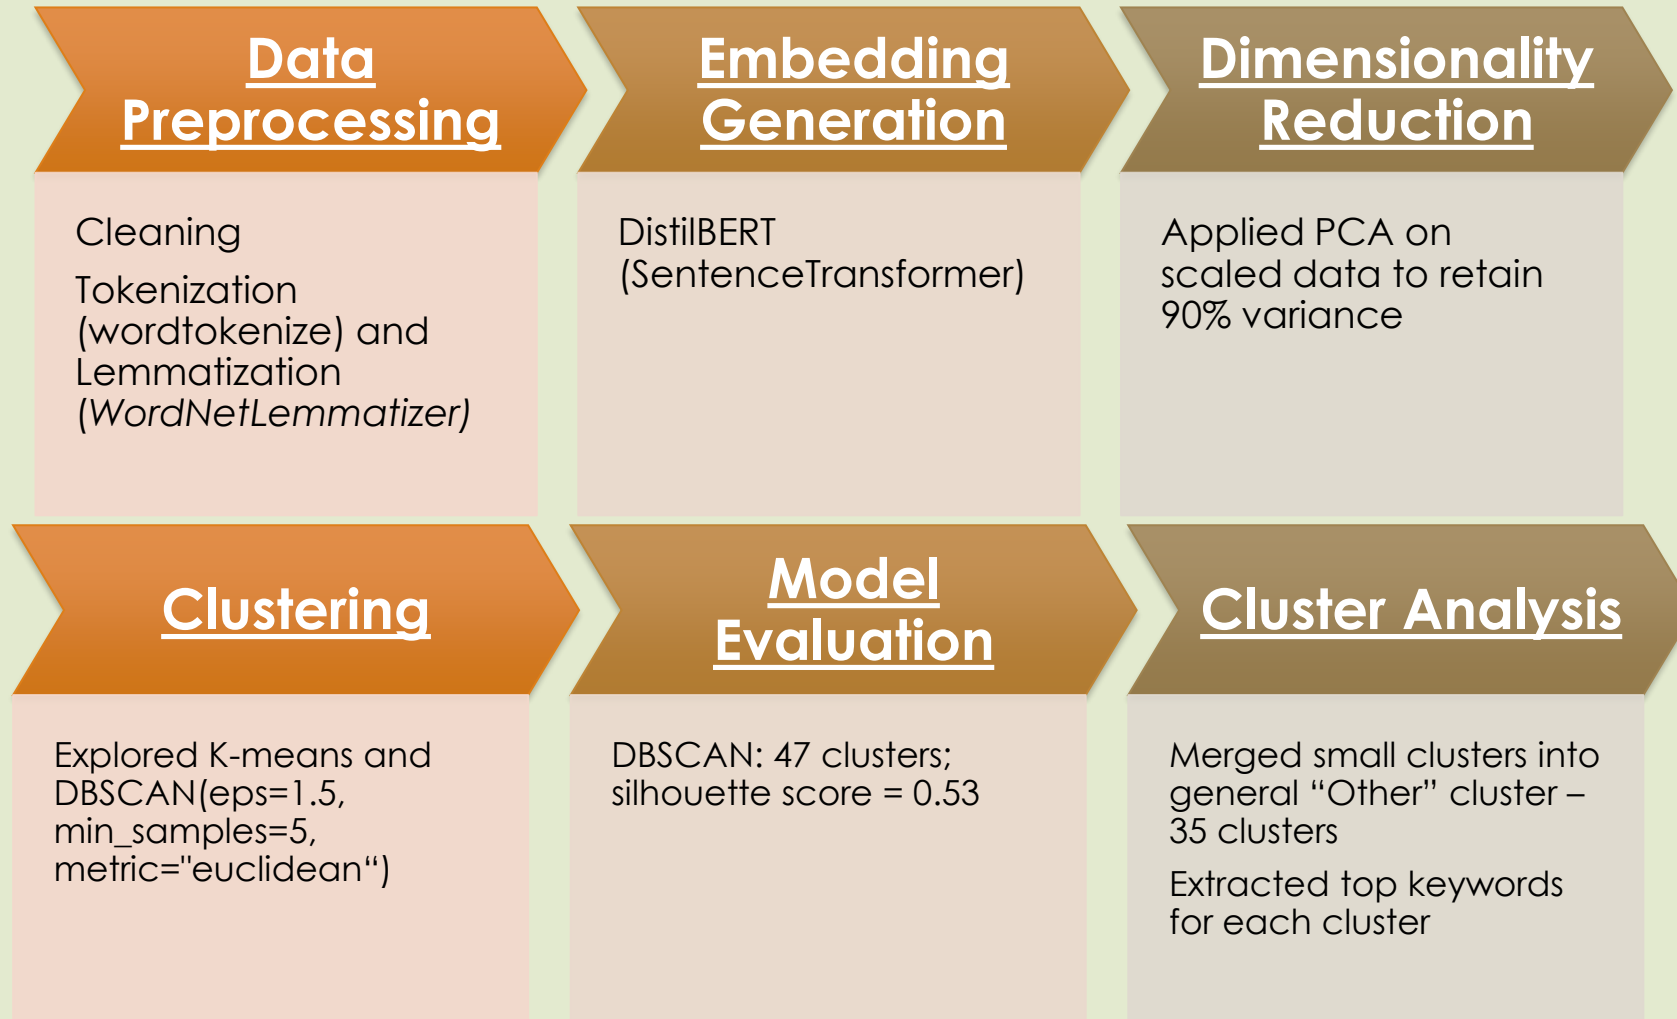 Data
Preprocessing
Cleaning
Tokenization
(wordtokenize) and
Lemmatization
(WordNetLemmatizer)
Embedding
Generation
DistilBERT
(SentenceTransformer)
Dimensionality
Reduction
Applied PCA on
scaled data to retain
90% variance
Clustering
Explored K-means and
DBSCAN(eps=1.5,
min_samples=5,
metric="euclidean“)
Model
Evaluation
DBSCAN: 47 clusters;
silhouette score = 0.53
Cluster Analysis
Merged small clusters into
general “Other” cluster –
35 clusters
Extracted top keywords
for each cluster